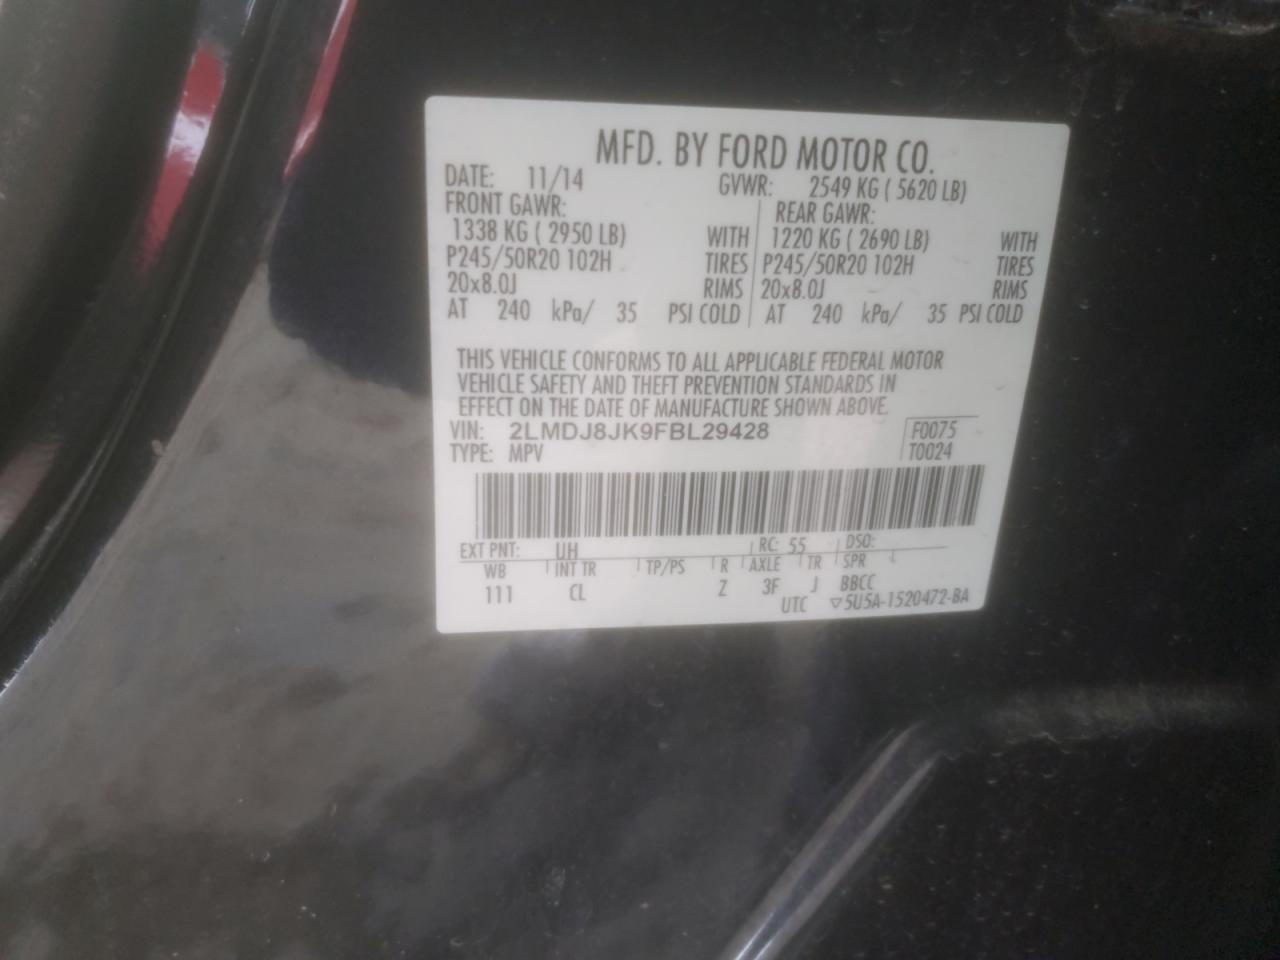 MFD. BY FORD MOTOR CO.
DATE: 11/14 GVWR: 2549 KG ( 5620 LB)
FRONT GAWR: REAR GAWR:
1338 KG ( 2950 LB) WITH 1220 KG ( 2690 LB) WITH
P245/50R20 102H TIRES P245/50R20 102H TIRES
20x8.0J RIMS 20x8.0J RIMS
AT 240 kPa/ 35 PSI COLD AT 240 kPa/ 35 PSI COLD
THIS VEHICLE CONFORMS TO ALL APPLICABLE FEDERAL MOTOR
VEHICLE SAFETY AND THEFT PREVENTION STANDARDS IN
EFFECT ON THE DATE OF MANUFACTURE SHOWN ABOVE.
VIN: 2LMDJ8JK9FBL29428 F0075
TYPE: MPV T0024
EXT PNT: UH RC: 55 DSO:
WB INT TR TP/PS R AXLE TR SPR
111 CL Z 3F J BBCC
UTC ▽5U5A-1520472-BA